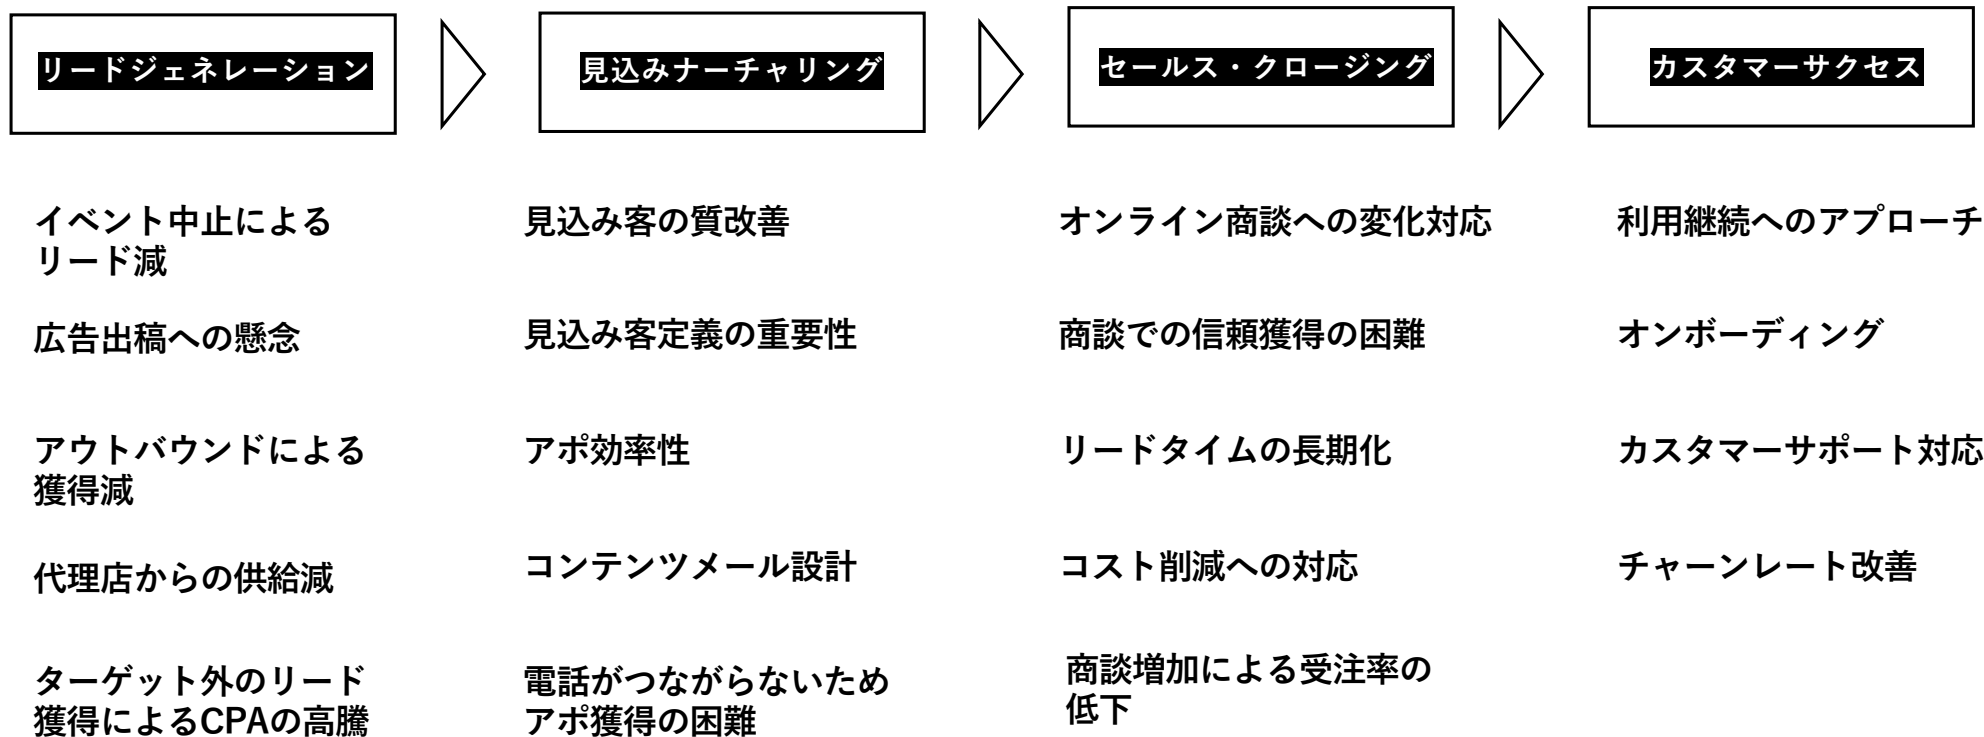 リードジェネレーション
見込みナーチャリング
セールス・クロージング
カスタマーサクセス
イベント中止による
リード減
広告出稿への懸念
アウトバウンドによる
獲得減
代理店からの供給減
ターゲット外のリード
獲得によるCPAの高騰
見込み客の質改善
見込み客定義の重要性
アポ効率性
コンテンツメール設計
電話がつながらないため
アポ獲得の困難
オンライン商談への変化対応
商談での信頼獲得の困難
リードタイムの長期化
コスト削減への対応
商談増加による受注率の
低下
利用継続へのアプローチ
オンボーディング
カスタマーサポート対応
チャーンレート改善